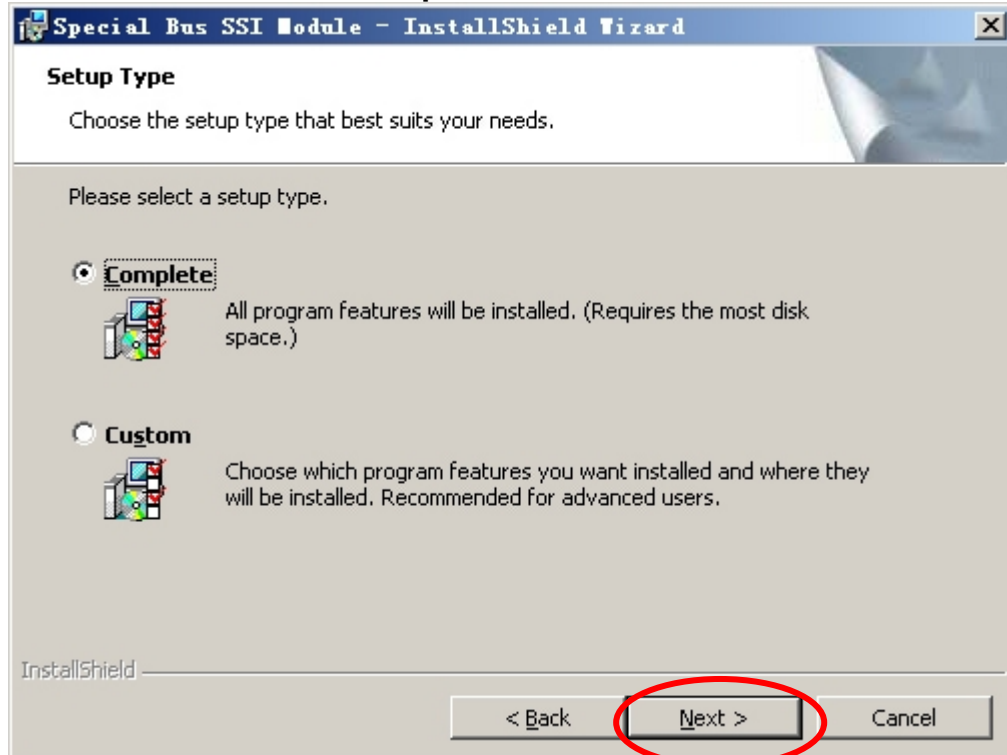 Special Bus SSI Module - InstallShield Wizard
Setup Type
Choose the setup type that best suits your needs.
Please select a setup type.
Complete
All program features will be installed. (Requires the most disk
space.)
Custom
Choose which program features you want installed and where they
will be installed. Recommended for advanced users.
InstallShield
< Back Next > Cancel